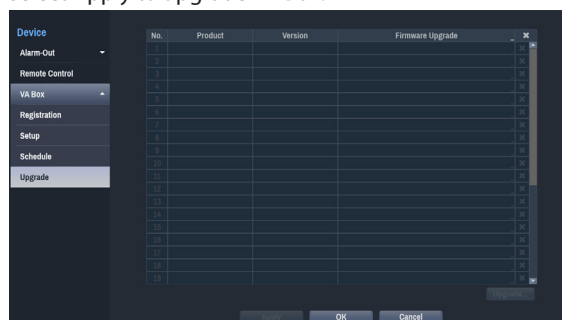 Device
No. Product Version Firmware Upgrade
Alarm-Out
Remote Control
VA Box
Registration
Setup
Schedule
Upgrade
1
2
3
4
5
6
7
8
9
10
11
12
13
14
15
16
17
18
19
Upgrade...
Apply OK Cancel